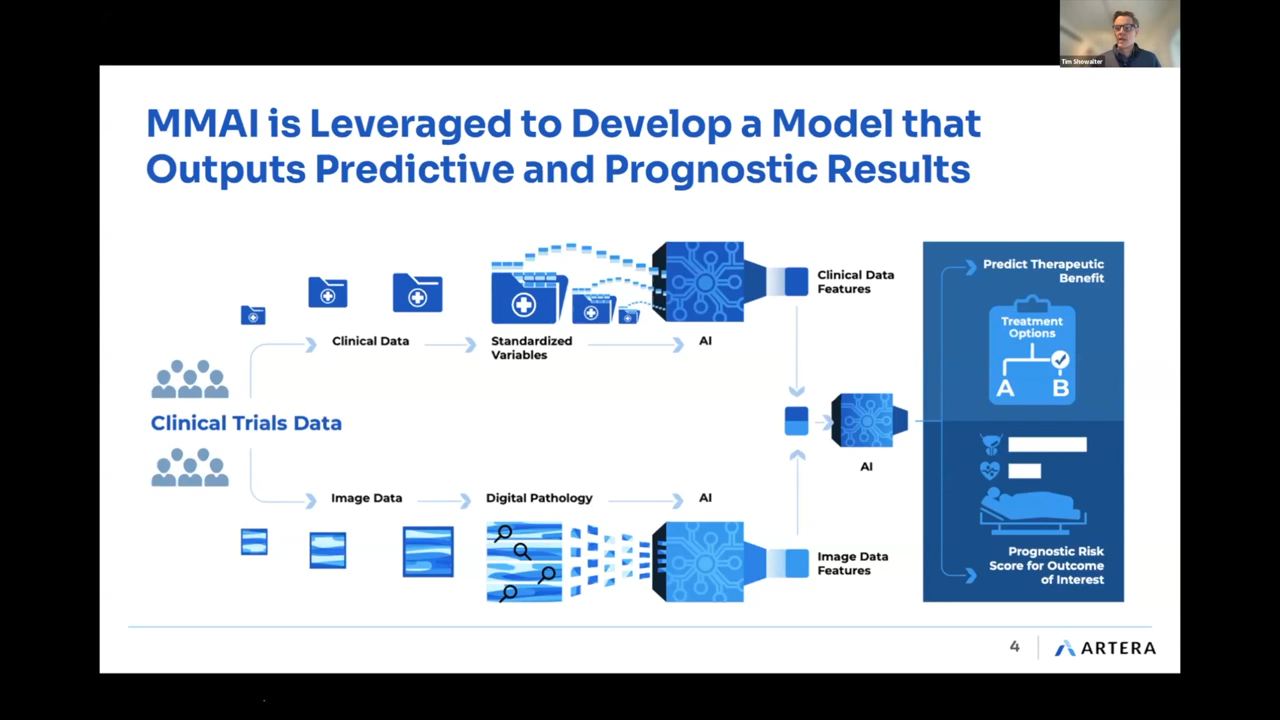 Tim Showalter
MMAI is Leveraged to Develop a Model that
Outputs Predictive and Prognostic Results
Clinical Data
Standardized
Variables
AI
Clinical Data
Features
Clinical Trials Data
Image Data
Digital Pathology
AI
Image Data
Features
AI
Predict Therapeutic
Benefit
Treatment
Options
A B
Prognostic Risk
Score for Outcome
of Interest
4
ARTERA